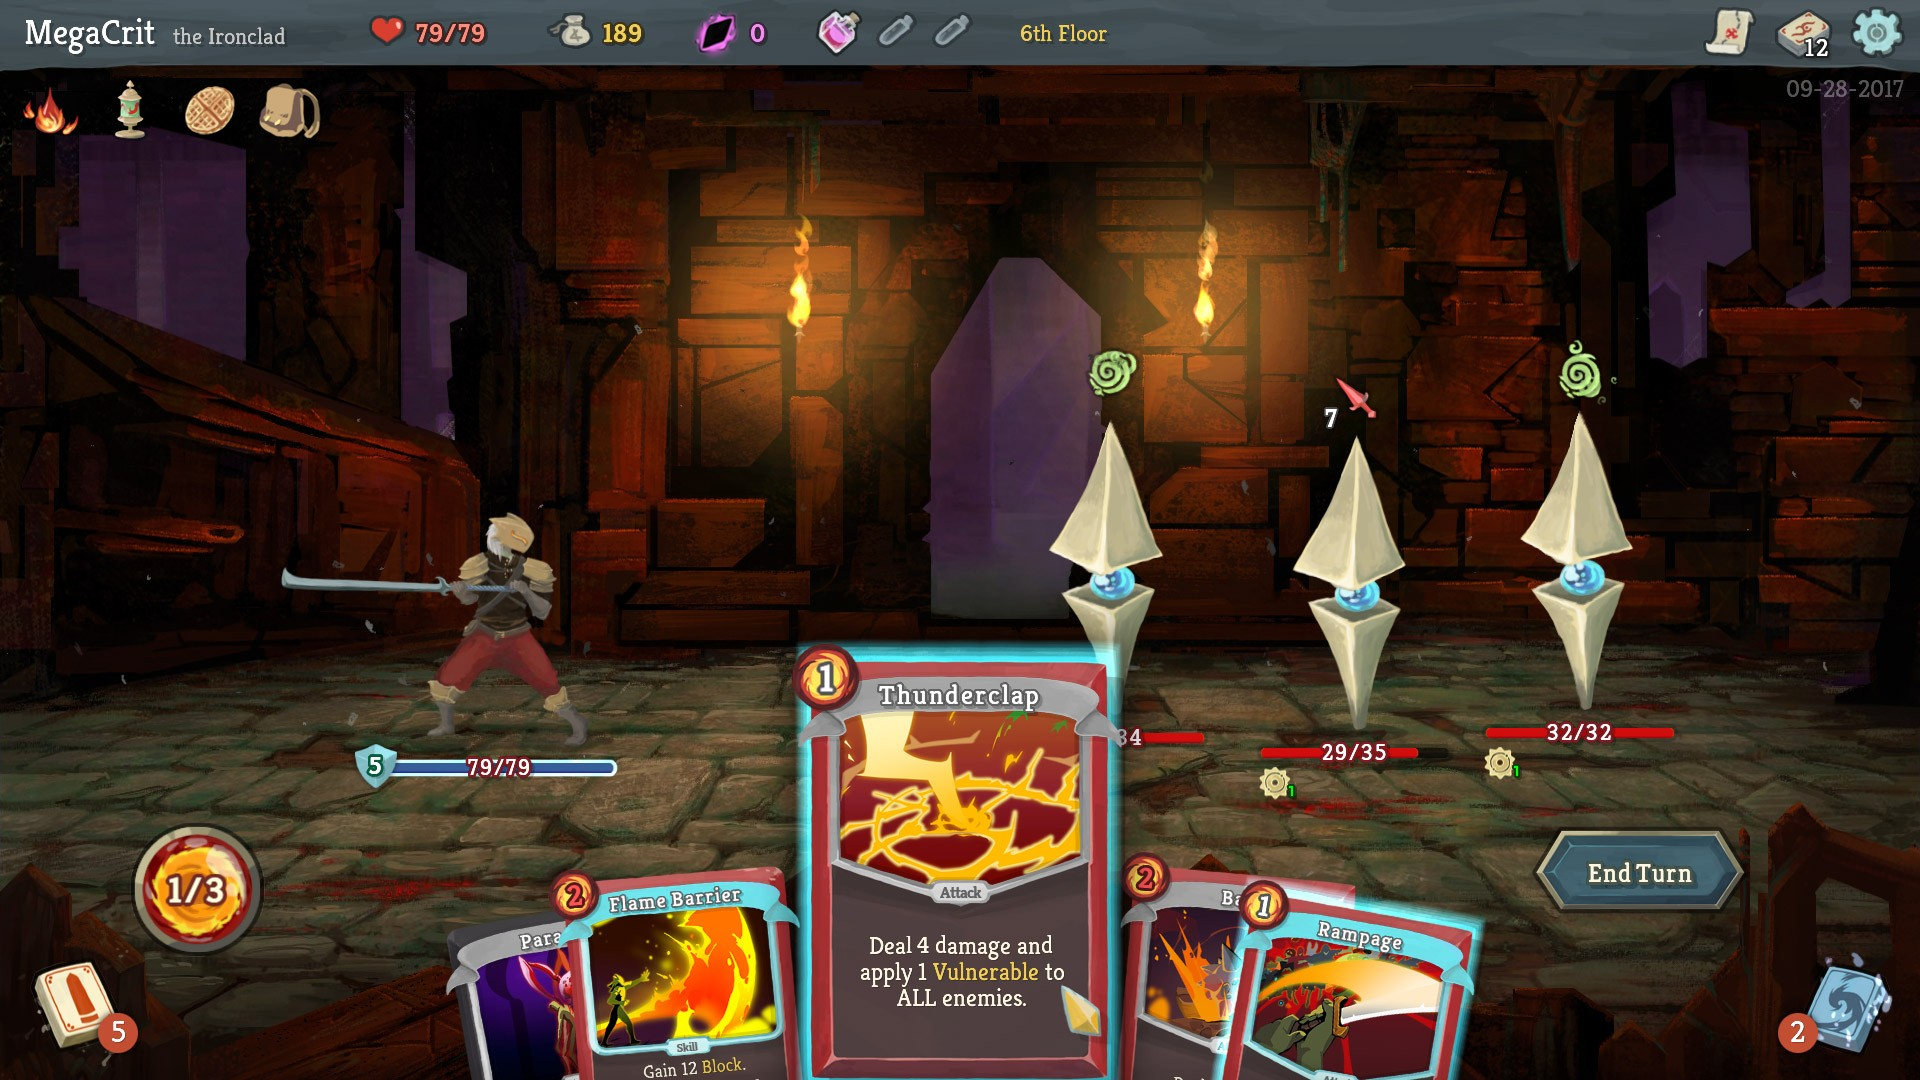 MegaCrit the Ironclad
79/79
189
0
6th Floor
12
09-28-2017
7
5
79/79
34
29/35
1
32/32
1
1/3
5
Para
2
Flame Barrier
Skill
Gain 12 Block.
1
Thunderclap
Attack
Deal 4 damage and
apply 1 Vulnerable to
ALL enemies.
2
Ba
1
Rampage
End Turn
2